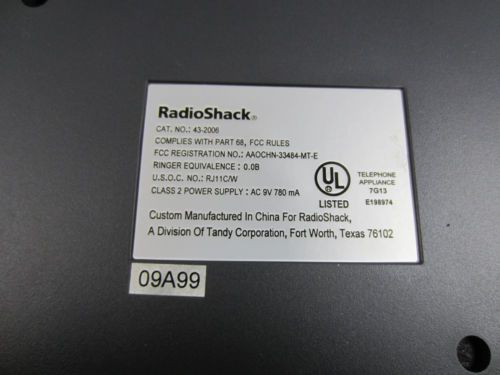 RadioShack®
CAT. NO.: 43-2006
COMPLIES WITH PART 68, FCC RULES
FCC REGISTRATION NO.: AAOCHN-33484-MT-E
RINGER EQUIVALENCE : 0.0B
U.S.O.C. NO.: RJ11C/W
CLASS 2 POWER SUPPLY : AC 9V 780 mA
UL
LISTED
TELEPHONE
APPLIANCE
7G13
E198974
Custom Manufactured In China For RadioShack,
A Division Of Tandy Corporation, Fort Worth, Texas 76102
09A99